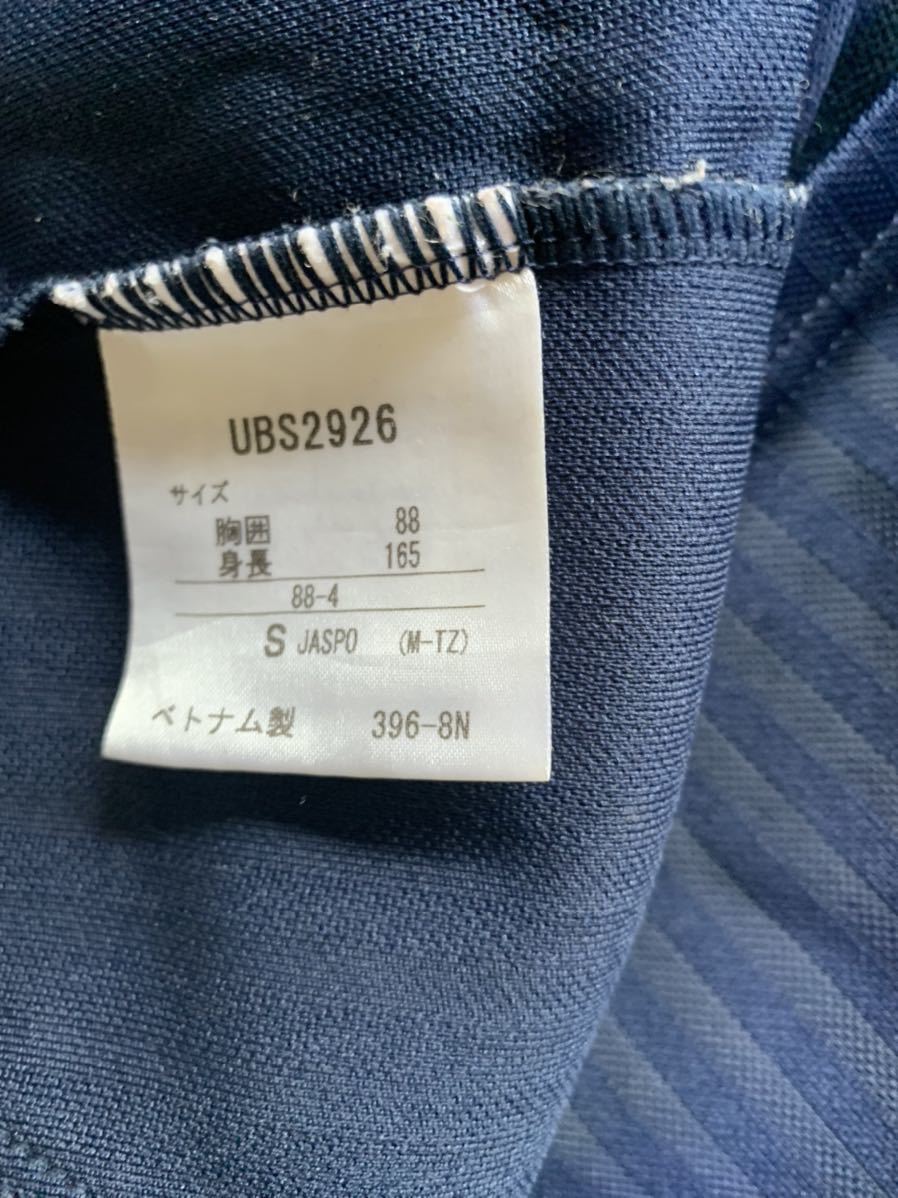 UBS2926
サイズ
胸囲 88
身長 165
88-4
S JASPO (M-TZ)
ベトナム製 396-8N